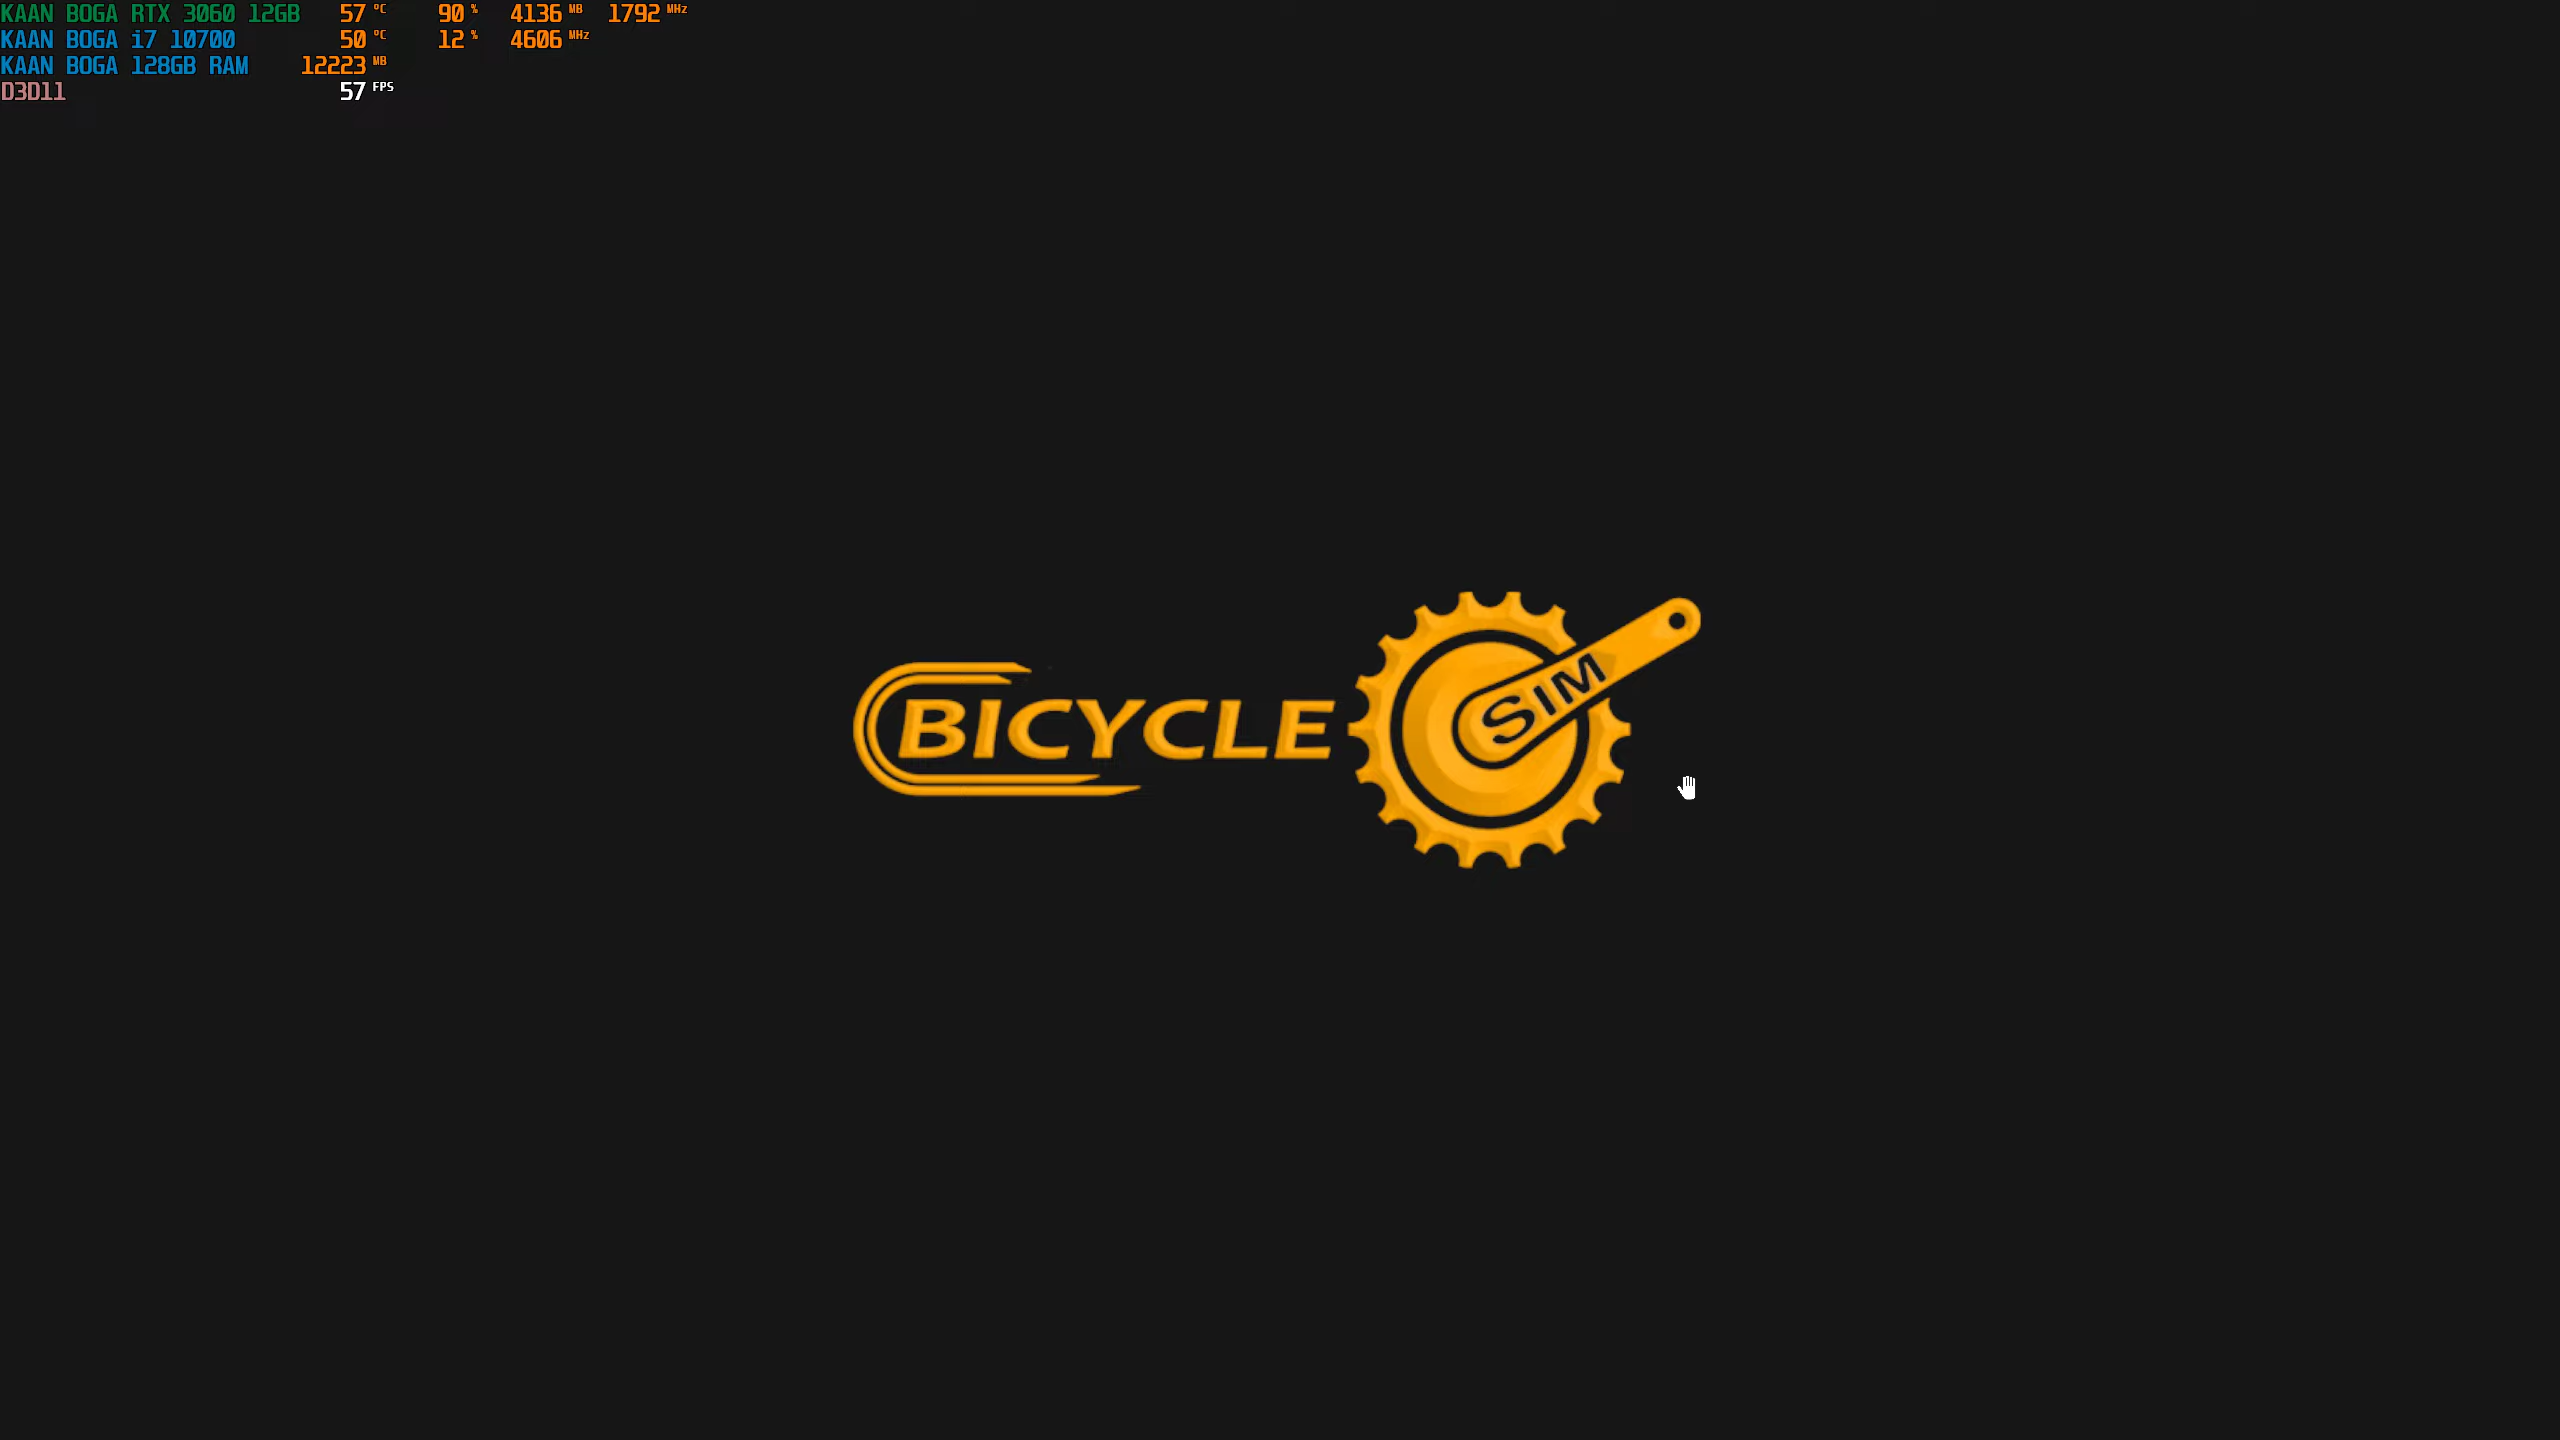 KAAN BOGA RTX 3060 12GB 57 °C 90 % 4136 MB 1792 MHz
KAAN BOGA i7 10700 50 °C 12 % 4606 MHz
KAAN BOGA 128GB RAM 12223 MB
D3D11 57 FPS
BICYCLE SIM